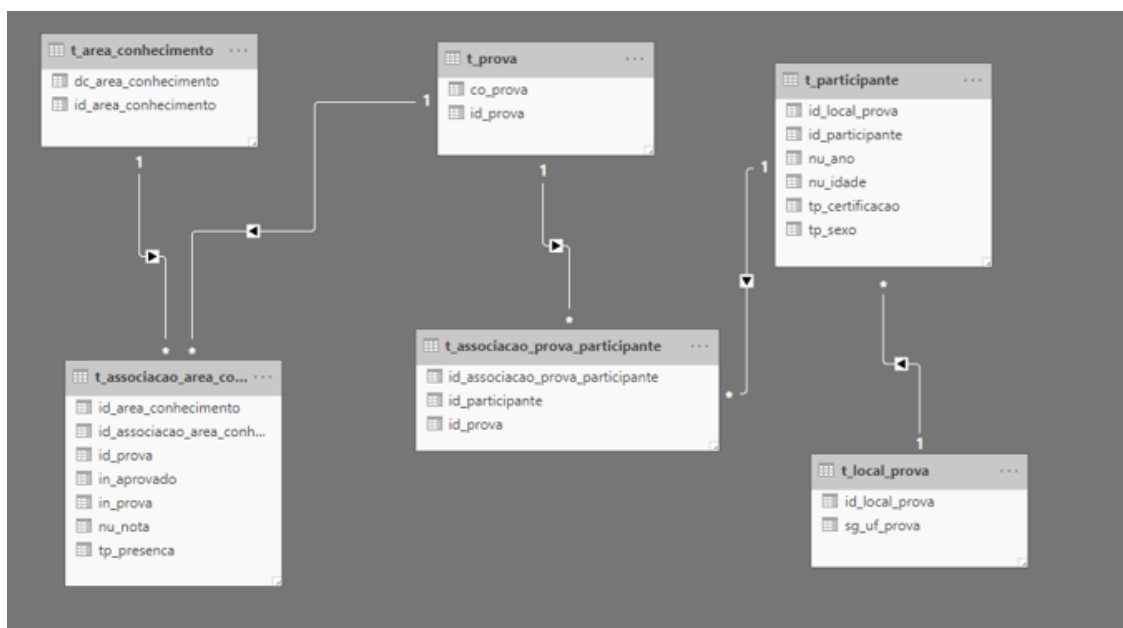 t_area_conhecimento ...
dc_area_conhecimento
id_area_conhecimento
1
t_prova ...
co_prova
id_prova
1
1
t_participante ...
id_local_prova
id_participante
nu_ano
nu_idade
tp_certificacao
tp_sexo
1
*
* *
t_associacao_area_co... ...
id_area_conhecimento
id_associacao_area_conh...
id_prova
in_aprovado
in_prova
nu_nota
tp_presenca
*
t_associacao_prova_participante ...
id_associacao_prova_participante
id_participante
id_prova
*
1
t_local_prova ...
id_local_prova
sg_uf_prova